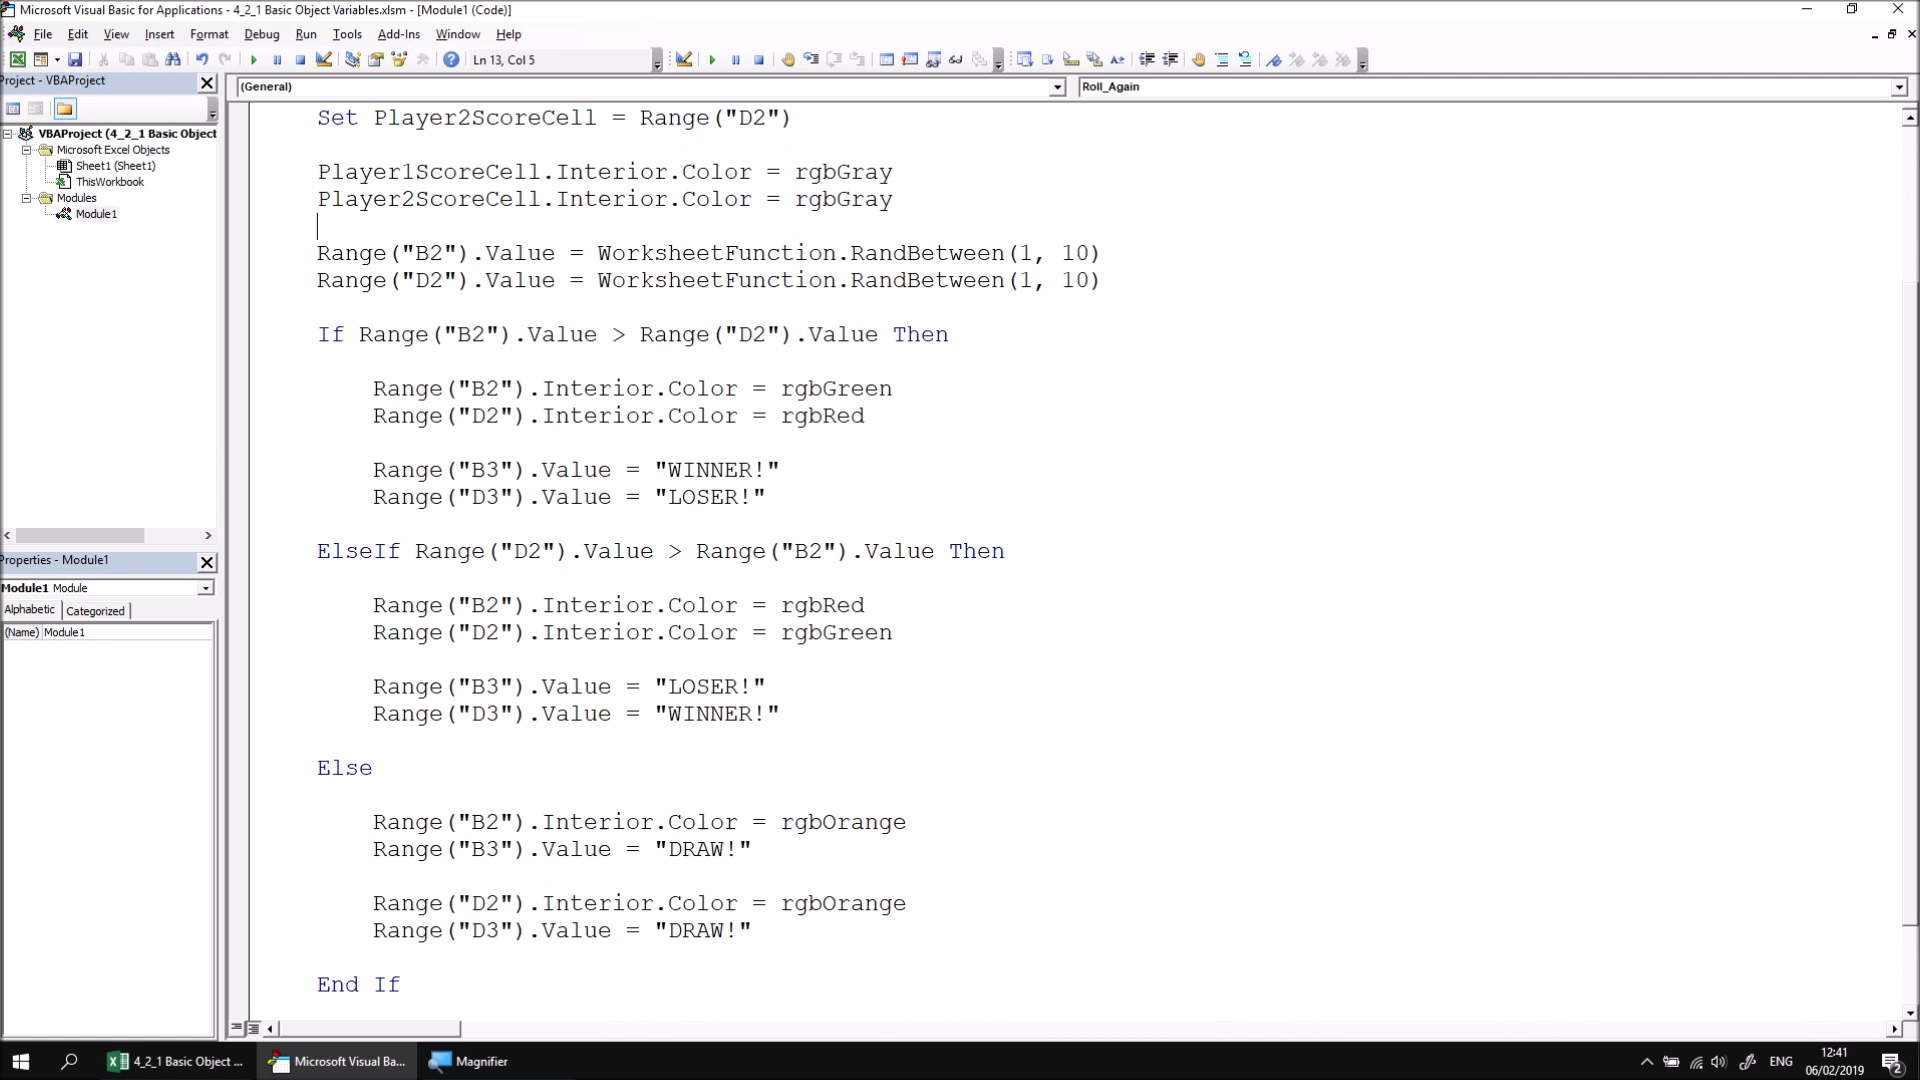 Microsoft Visual Basic for Applications - 4_2_1 Basic Object Variables.xlsm - [Module1 (Code)]
File Edit View Insert Format Debug Run Tools Add-Ins Window Help
Ln 13, Col 5
Project - VBAProject
(General)
Roll_Again
VBAProject (4_2_1 Basic Object
Microsoft Excel Objects
Sheet1 (Sheet1)
ThisWorkbook
Modules
Module1
Properties - Module1
Module1 Module
Alphabetic Categorized
(Name) Module1
Set Player2ScoreCell = Range("D2")
Player1ScoreCell.Interior.Color = rgbGray
Player2ScoreCell.Interior.Color = rgbGray
Range("B2").Value = WorksheetFunction.RandBetween(1, 10)
Range("D2").Value = WorksheetFunction.RandBetween(1, 10)
If Range("B2").Value > Range("D2").Value Then
Range("B2").Interior.Color = rgbGreen
Range("D2").Interior.Color = rgbRed
Range("B3").Value = "WINNER!"
Range("D3").Value = "LOSER!"
ElseIf Range("D2").Value > Range("B2").Value Then
Range("B2").Interior.Color = rgbRed
Range("D2").Interior.Color = rgbGreen
Range("B3").Value = "LOSER!"
Range("D3").Value = "WINNER!"
Else
Range("B2").Interior.Color = rgbOrange
Range("B3").Value = "DRAW!"
Range("D2").Interior.Color = rgbOrange
Range("D3").Value = "DRAW!"
End If
4_2_1 Basic Object ...
Microsoft Visual Ba...
Magnifier
ENG
12:41
06/02/2019
2